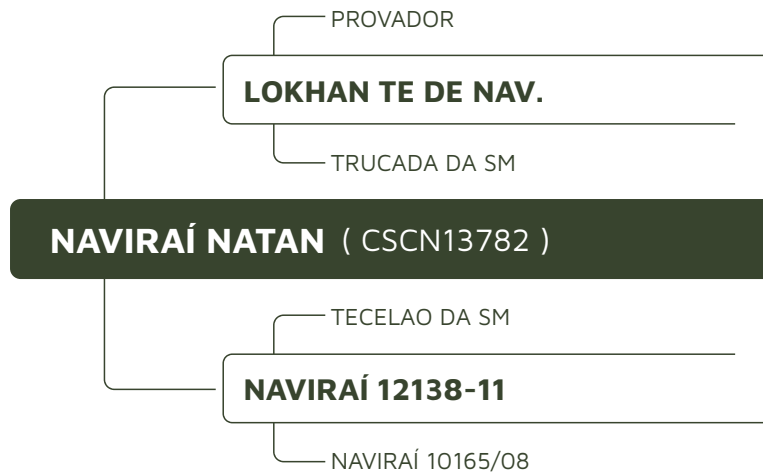 PROVADOR
LOKHAN TE DE NAV.
TRUCADA DA SM
NAVIRAÍ NATAN ( CSCN13782 )
TECELAO DA SM
NAVIRAÍ 12138-11
NAVIRAÍ 10165/08